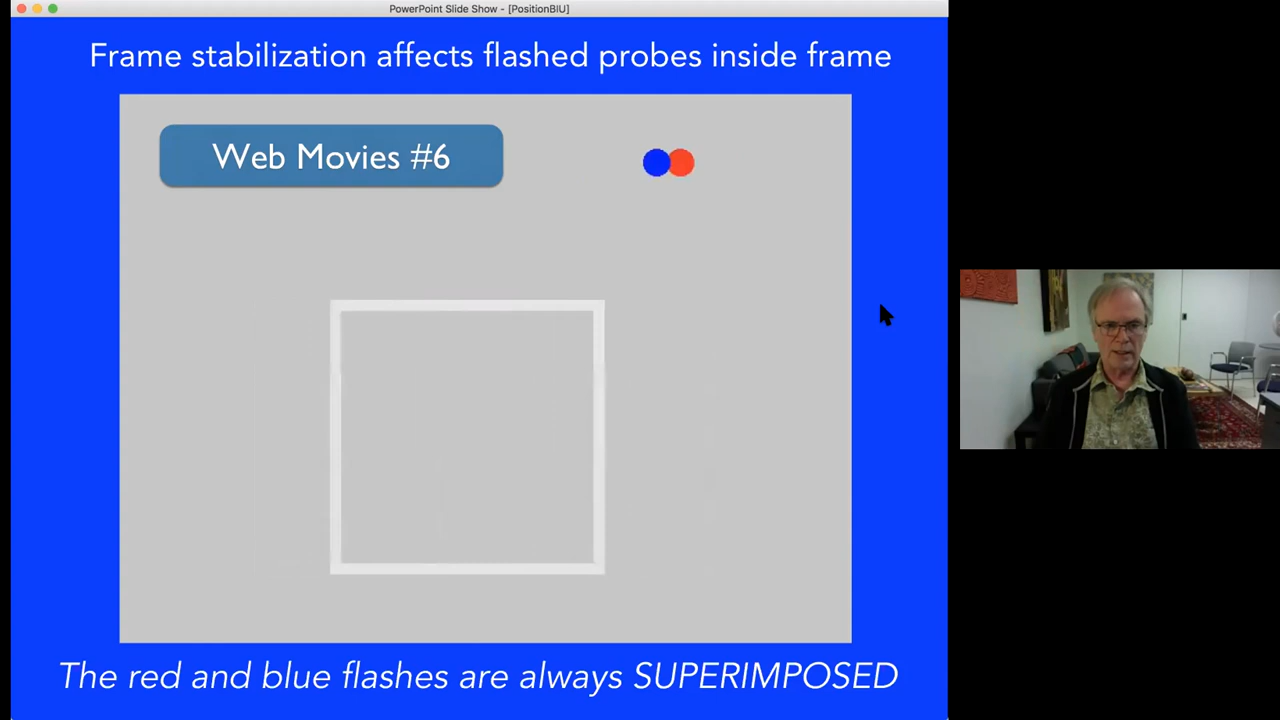 PowerPoint Slide Show - [PositionBIU]
Frame stabilization affects flashed probes inside frame
Web Movies #6
The red and blue flashes are always SUPERIMPOSED